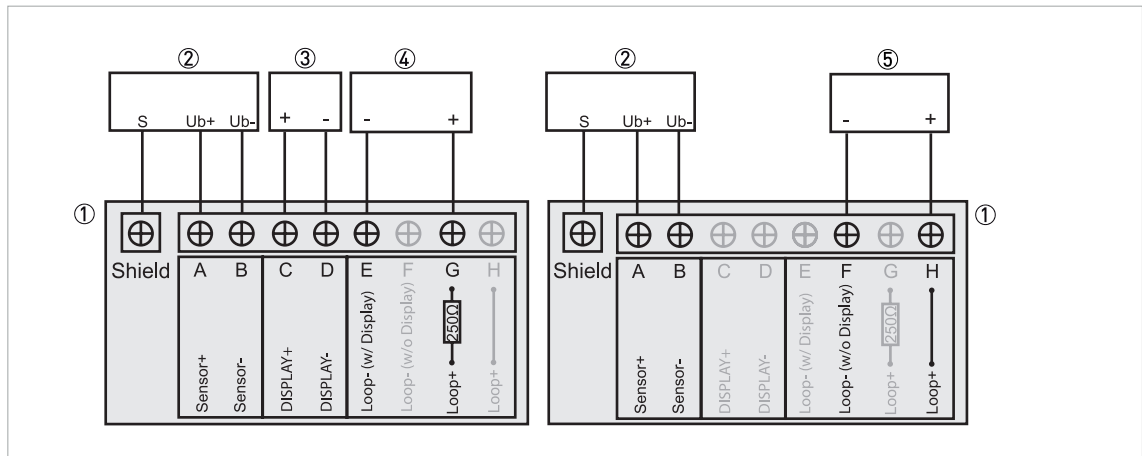 ② ③ ④
S Ub+ Ub- + - - +
①
Shield A B C D E F G H
Sensor+
Sensor-
DISPLAY+
DISPLAY-
Loop- (w/ Display)
Loop- (w/o Display)
250Ω
Loop+
Loop+
② ⑤
S Ub+ Ub- - +
①
Shield A B C D E F G H
Sensor+
Sensor-
DISPLAY+
DISPLAY-
Loop- (w/ Display)
Loop- (w/o Display)
250Ω
Loop+
Loop+